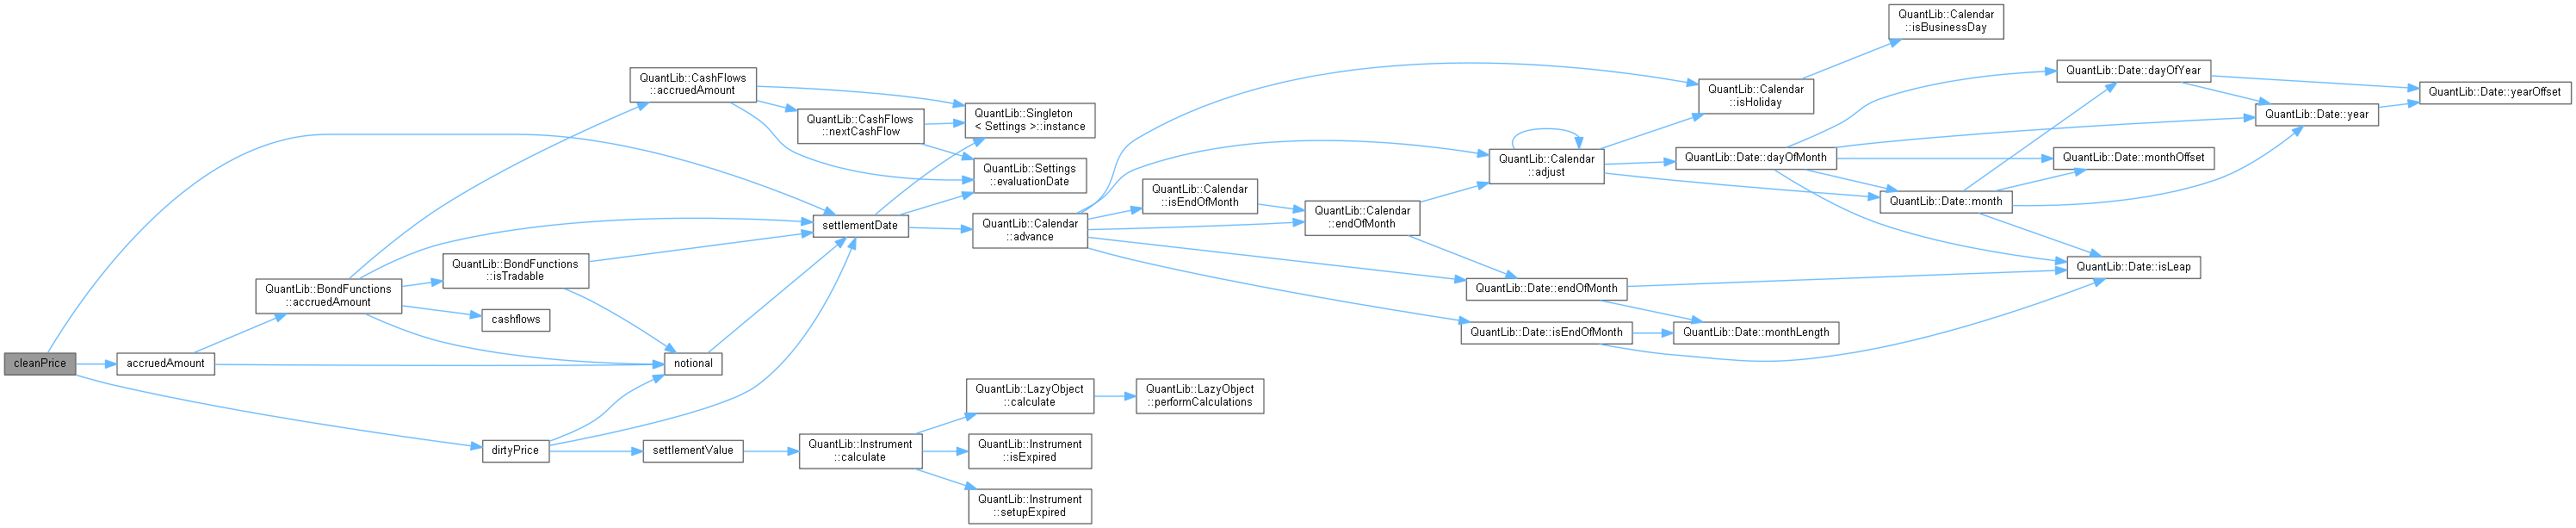 cleanPrice
accruedAmount
QuantLib::BondFunctions
::accruedAmount
QuantLib::CashFlows
::accruedAmount
QuantLib::BondFunctions
::isTradable
cashflows
notional
dirtyPrice
settlementValue
QuantLib::CashFlows
::nextCashFlow
settlementDate
QuantLib::Instrument
::calculate
QuantLib::Singleton
< Settings >::instance
QuantLib::Settings
::evaluationDate
QuantLib::Calendar
::advance
QuantLib::LazyObject
::calculate
QuantLib::Instrument
::isExpired
QuantLib::Instrument
::setupExpired
QuantLib::LazyObject
::performCalculations
QuantLib::Calendar
::isEndOfMonth
QuantLib::Calendar
::endOfMonth
QuantLib::Calendar
::adjust
QuantLib::Date::endOfMonth
QuantLib::Date::isEndOfMonth
QuantLib::Calendar
::isHoliday
QuantLib::Date::dayOfMonth
QuantLib::Date::monthLength
QuantLib::Calendar
::isBusinessDay
QuantLib::Date::month
QuantLib::Date::dayOfYear
QuantLib::Date::monthOffset
QuantLib::Date::isLeap
QuantLib::Date::year
QuantLib::Date::yearOffset